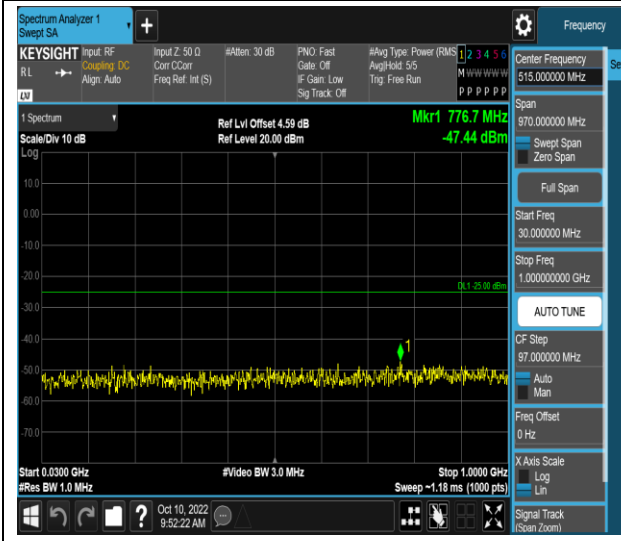 Spectrum Analyzer 1
Swept SA
+
Frequency
KEYSIGHT
RL
LXI
Input: RF
Coupling: DC
Align: Auto
Input Z: 50 Ω
Corr CCorr
Freq Ref: Int (S)
#Atten: 30 dB
PNO: Fast
Gate: Off
IF Gain: Low
Sig Track: Off
#Avg Type: Power (RMS
Avg|Hold: 5/5
Trig: Free Run
1 2 3 4 5 6
M W W W W W
P P P P P P
1 Spectrum
Scale/Div 10 dB
Log
Ref Lvl Offset 4.59 dB
Ref Level 20.00 dBm
Mkr1 776.7 MHz
-47.44 dBm
10.0
0.00
-10.0
-20.0
DL1 -25.00 dBm
-30.0
-40.0
1
-50.0
-60.0
-70.0
Start 0.0300 GHz
#Res BW 1.0 MHz
#Video BW 3.0 MHz
Stop 1.0000 GHz
Sweep ~1.18 ms (1000 pts)
?
Oct 10, 2022
9:52:22 AM
Center Frequency
515.000000 MHz
Se
Span
970.000000 MHz
Swept Span
Zero Span
Full Span
Start Freq
30.000000 MHz
Stop Freq
1.000000000 GHz
AUTO TUNE
CF Step
97.000000 MHz
Auto
Man
Freq Offset
0 Hz
X Axis Scale
Log
Lin
Signal Track
(Span Zoom)